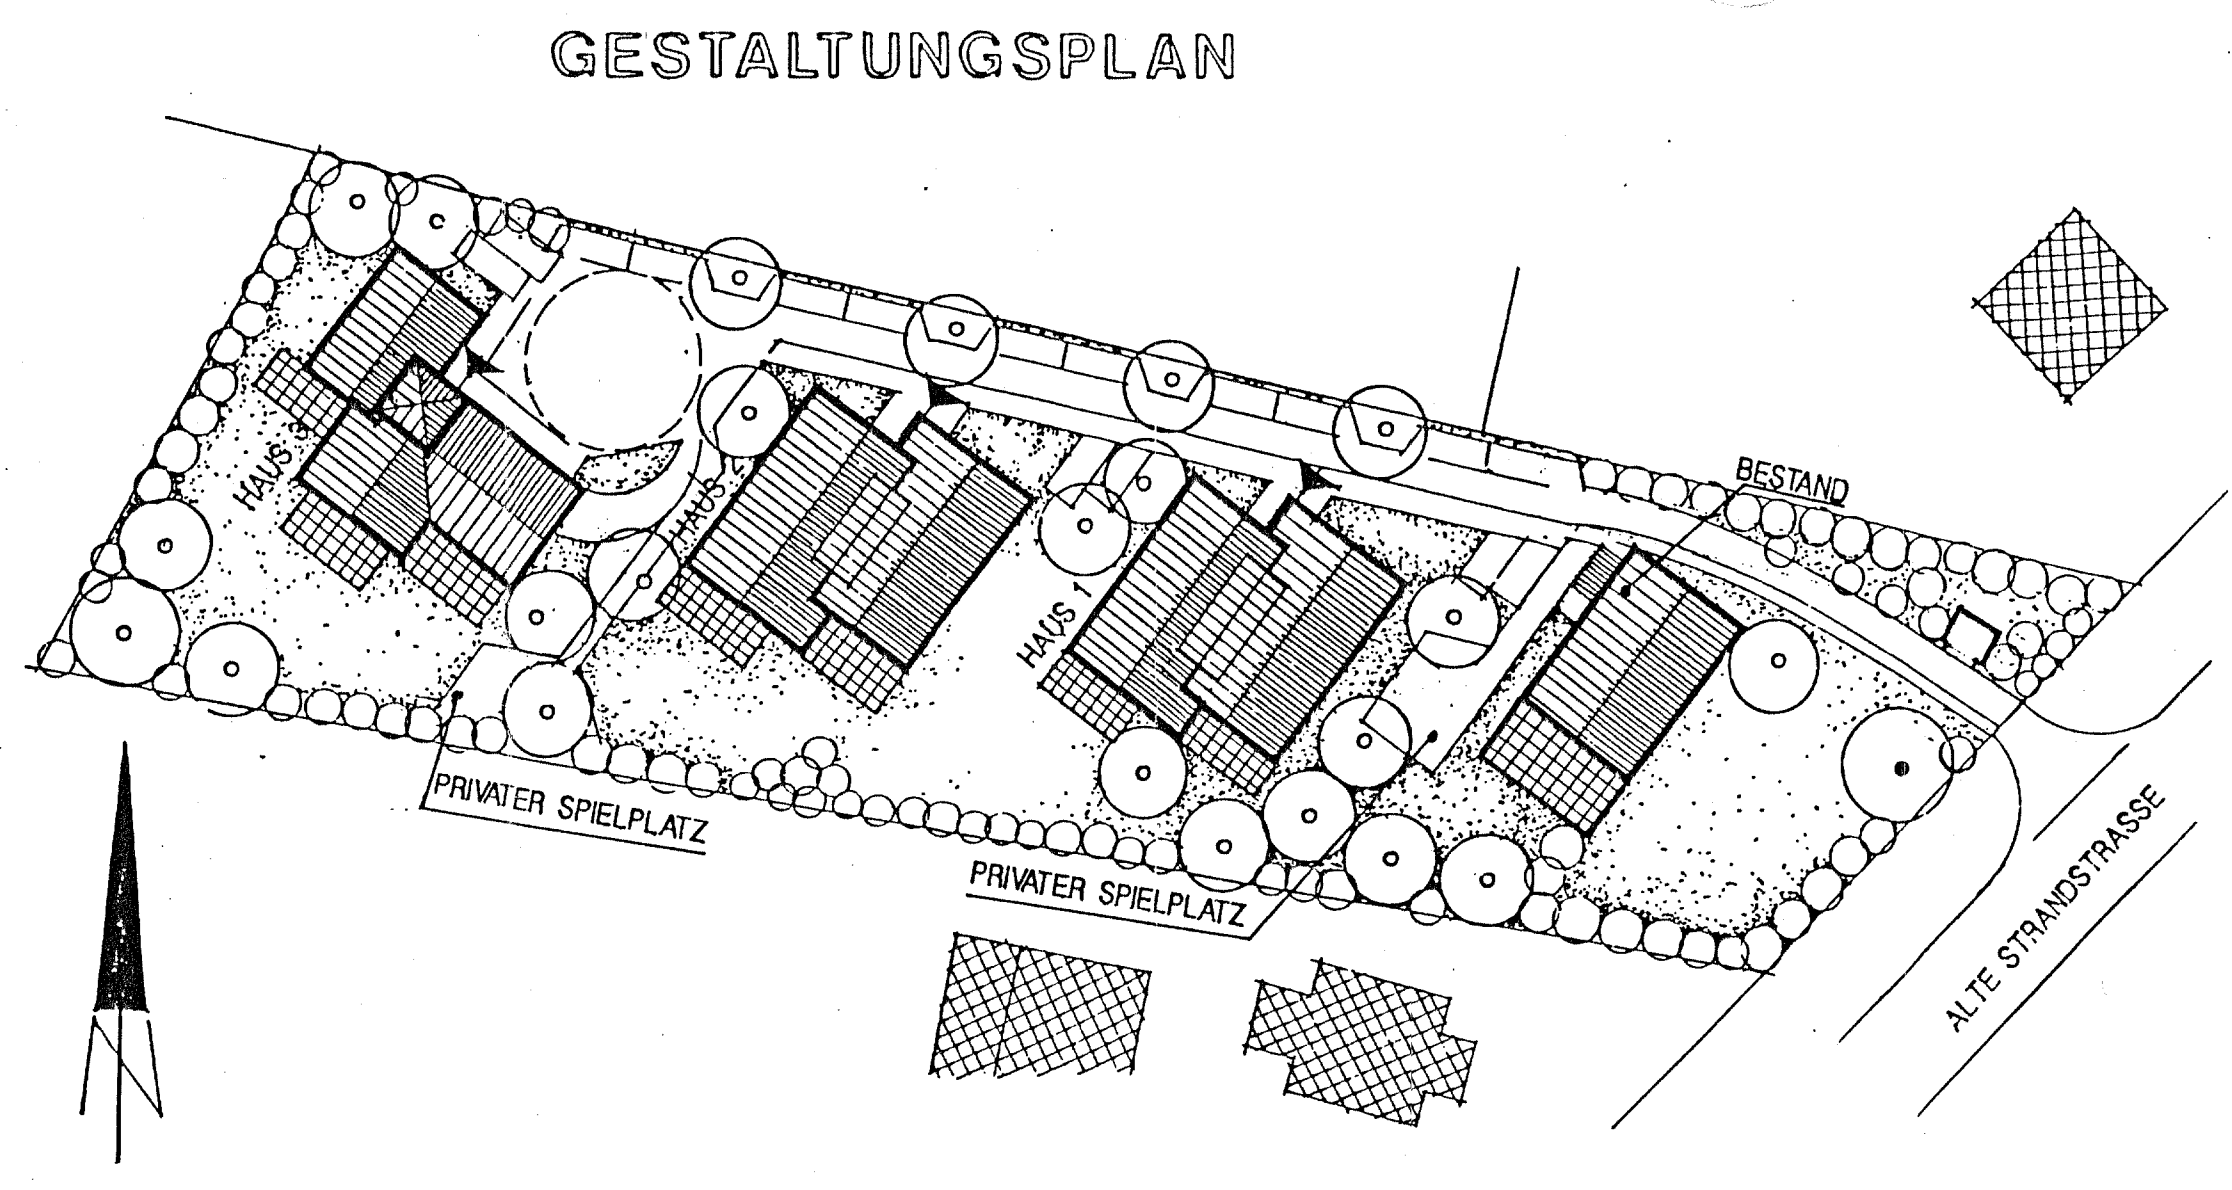 GESTALTUNGSPLAN
BESTAND
HAUS 3
HAUS 2
HAUS 1
PRIVATER SPIELPLATZ
PRIVATER SPIELPLATZ
ALTE STRANDSTRASSE